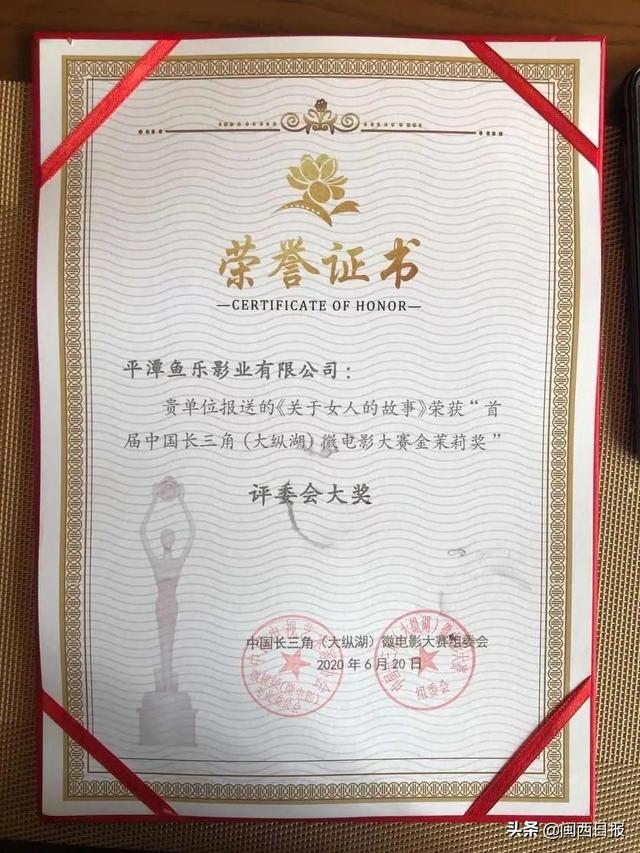 荣誉证书
CERTIFICATE OF HONOR
平潭鱼乐影业有限公司：
贵单位报送的《关于女人的故事》荣获“首
届中国长三角（大纵湖）微电影大赛金茉莉奖”
评委会大奖
中国长三角（大纵湖）微电影大赛组委会
2020年6月20日
组委会
头条@闽西日报